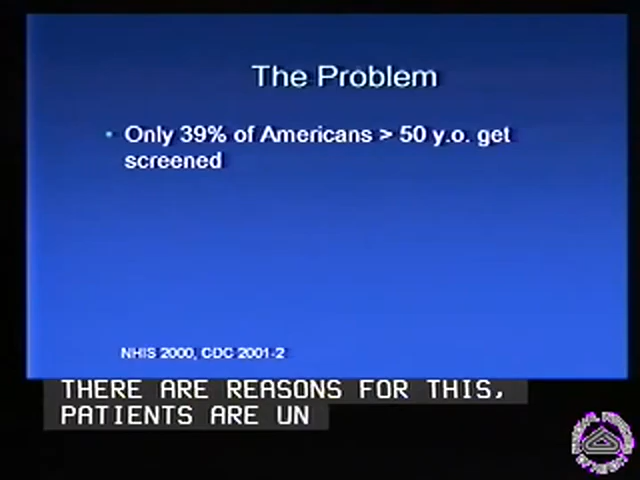 The Problem
• Only 39% of Americans > 50 y.o. get
screened
NHIS 2000, CDC 2001-2
THERE ARE REASONS FOR THIS,
PATIENTS ARE UN